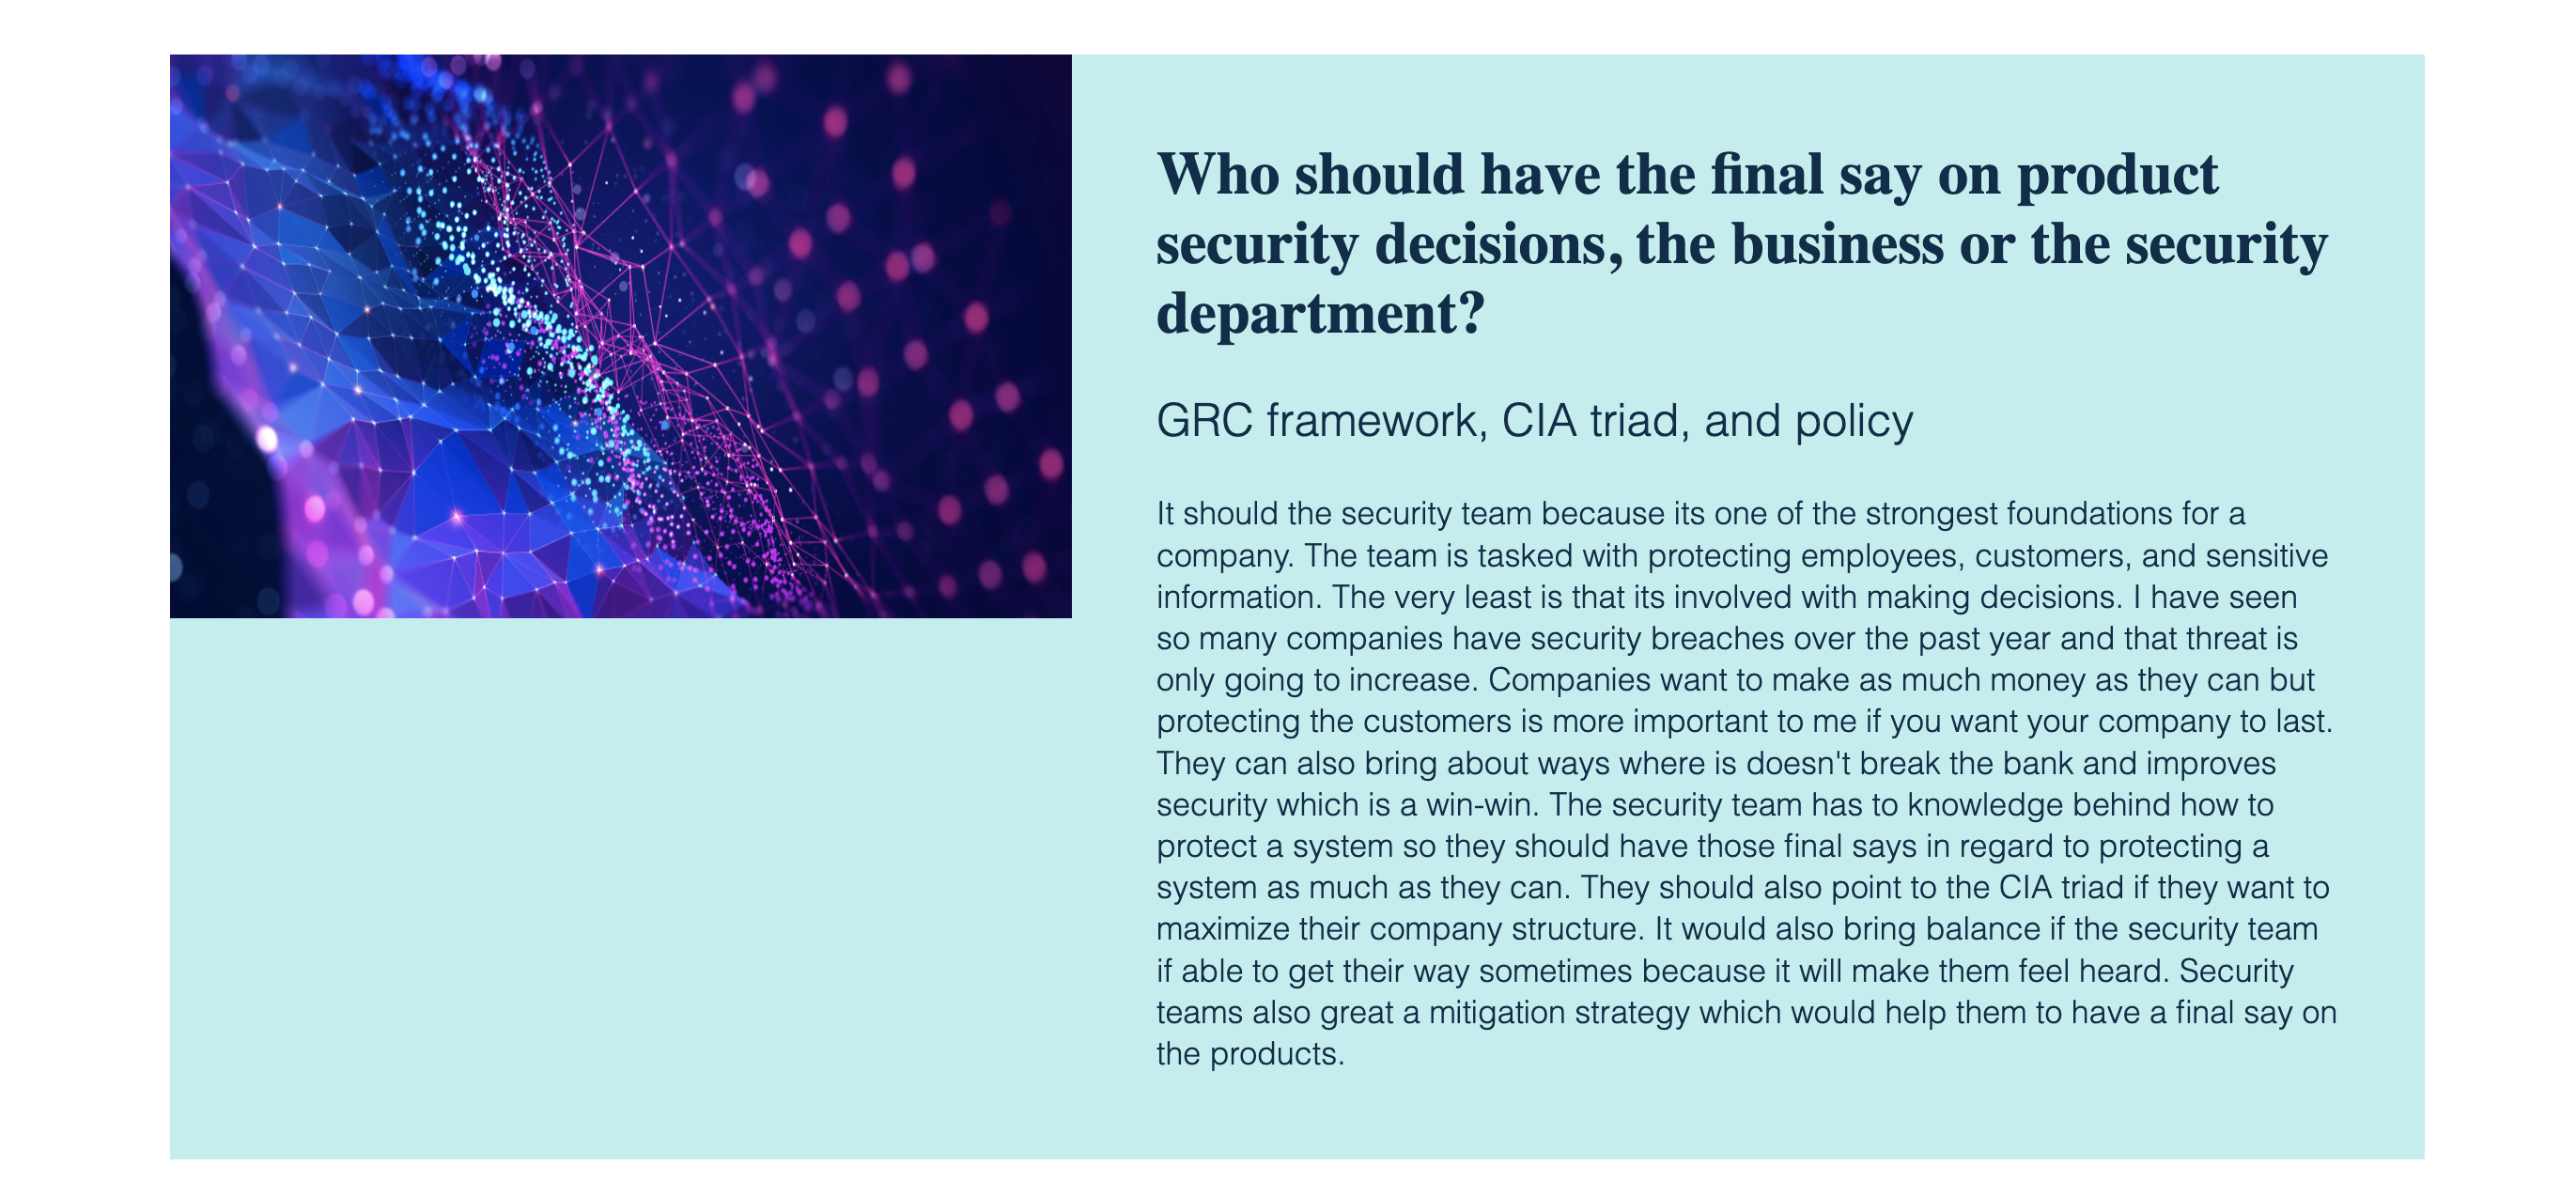 Who should have the final say on product
security decisions, the business or the security
department?
GRC framework, CIA triad, and policy
It should the security team because its one of the strongest foundations for a
company. The team is tasked with protecting employees, customers, and sensitive
information. The very least is that its involved with making decisions. I have seen
so many companies have security breaches over the past year and that threat is
only going to increase. Companies want to make as much money as they can but
protecting the customers is more important to me if you want your company to last.
They can also bring about ways where is doesn't break the bank and improves
security which is a win-win. The security team has to knowledge behind how to
protect a system so they should have those final says in regard to protecting a
system as much as they can. They should also point to the CIA triad if they want to
maximize their company structure. It would also bring balance if the security team
if able to get their way sometimes because it will make them feel heard. Security
teams also great a mitigation strategy which would help them to have a final say on
the products.